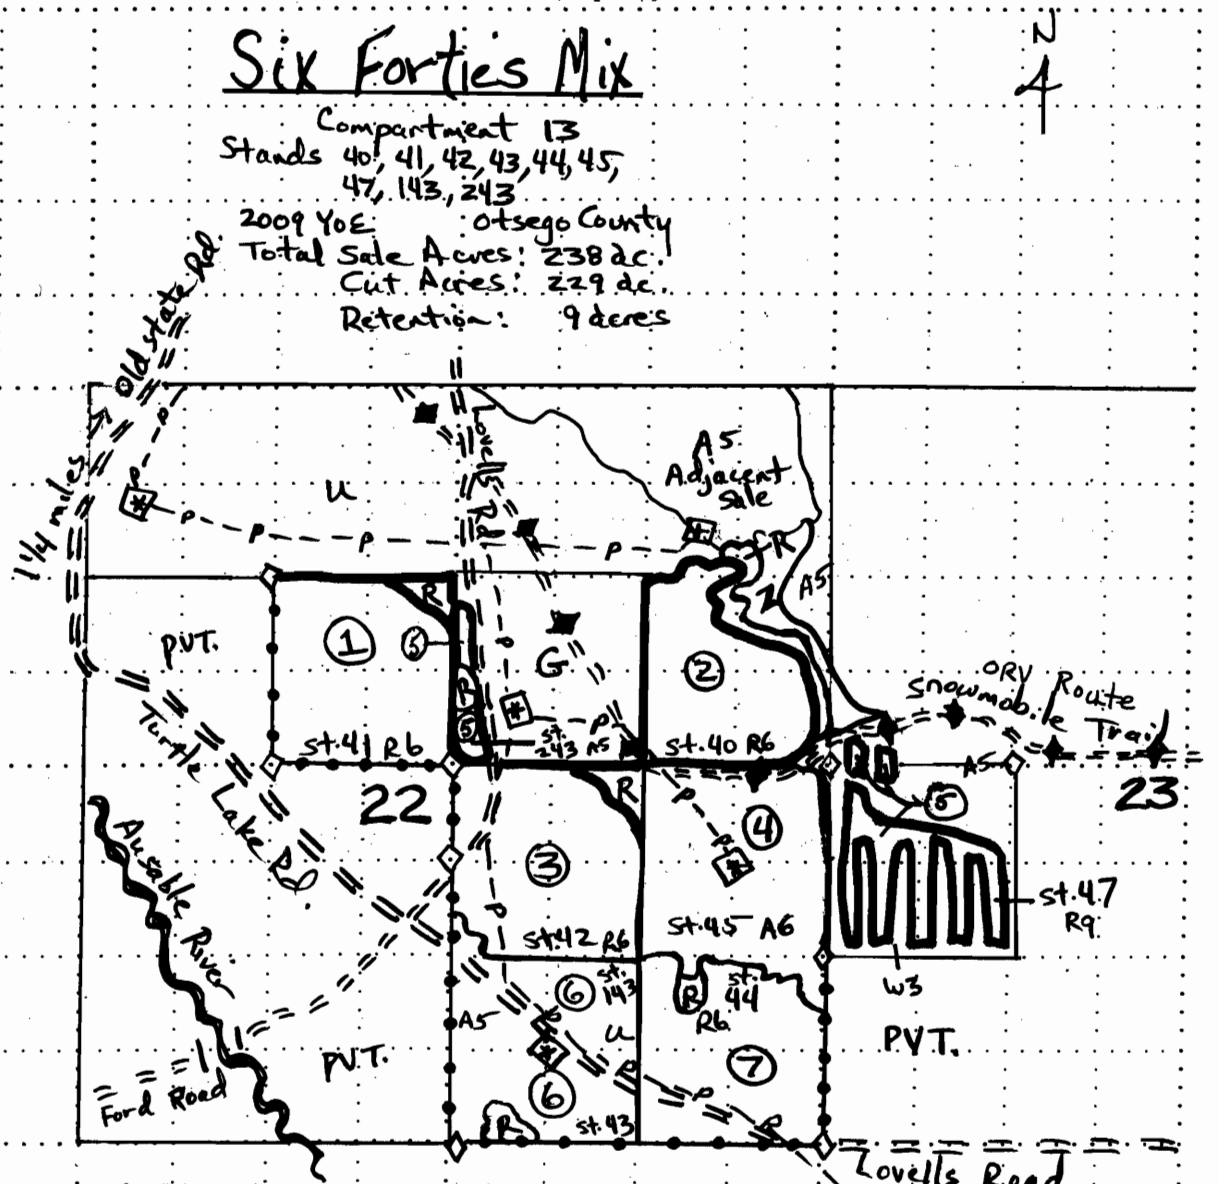 N
Six Forties Mix
Compartment 13
Stands 40, 41, 42, 43, 44, 45,
47, 143, 243
2009 YOE Otsego County
Total Sale Acres: 238 ac.
Cut Acres: 229 ac.
Retention: 9 acres
Old State Rd.
1 1/4 miles
P
P
U
P P P P
Lovells Rd
A5
Adjacent
Sale
R
A5
PVT.
1
R
5
P
G
2
R
5
ORV Route
Snowmobile Trail
st. 41 R6
st.
243 A5
P
st. 40 R6
A5
22
23
Turtle Lake Rd.
R
P
P
4
5
R R
3
Ausable River
P
st. 42 R6
st. 45 A6
st. 47
R9
W3
6
st.
143
R
st.
44
R6
A5
U
PVT.
PVT.
P
P
P
7
6
Ford Road
R
st. 43
Lovells Road